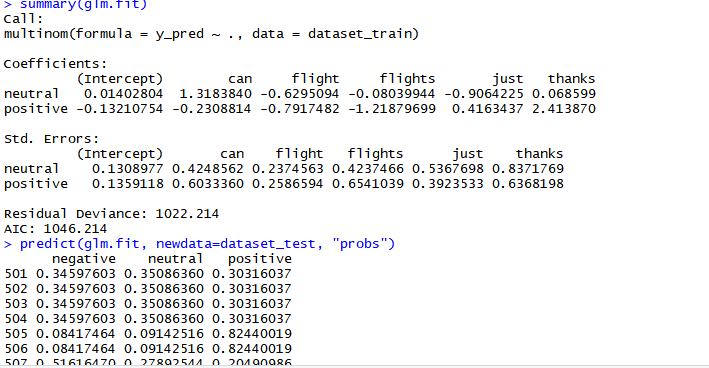 > summary(glm.fit)
Call:
multinom(formula = y_pred ~ ., data = dataset_train)
Coefficients:
(Intercept) can flight flights just thanks
neutral 0.01402804 1.3183840 -0.6295094 -0.08039944 -0.9064225 0.068599
positive -0.13210754 -0.2308814 -0.7917482 -1.21879699 0.4163437 2.413870
Std. Errors:
(Intercept) can flight flights just thanks
neutral 0.1308977 0.4248562 0.2374563 0.4237466 0.5367698 0.8371769
positive 0.1359118 0.6033360 0.2586594 0.6541039 0.3923533 0.6368198
Residual Deviance: 1022.214
AIC: 1046.214
> predict(glm.fit, newdata=dataset_test, "probs")
negative neutral positive
501 0.34597603 0.35086360 0.30316037
502 0.34597603 0.35086360 0.30316037
503 0.34597603 0.35086360 0.30316037
504 0.34597603 0.35086360 0.30316037
505 0.08417464 0.09142516 0.82440019
506 0.08417464 0.09142516 0.82440019
507 0.51616470 0.27892544 0.20490986